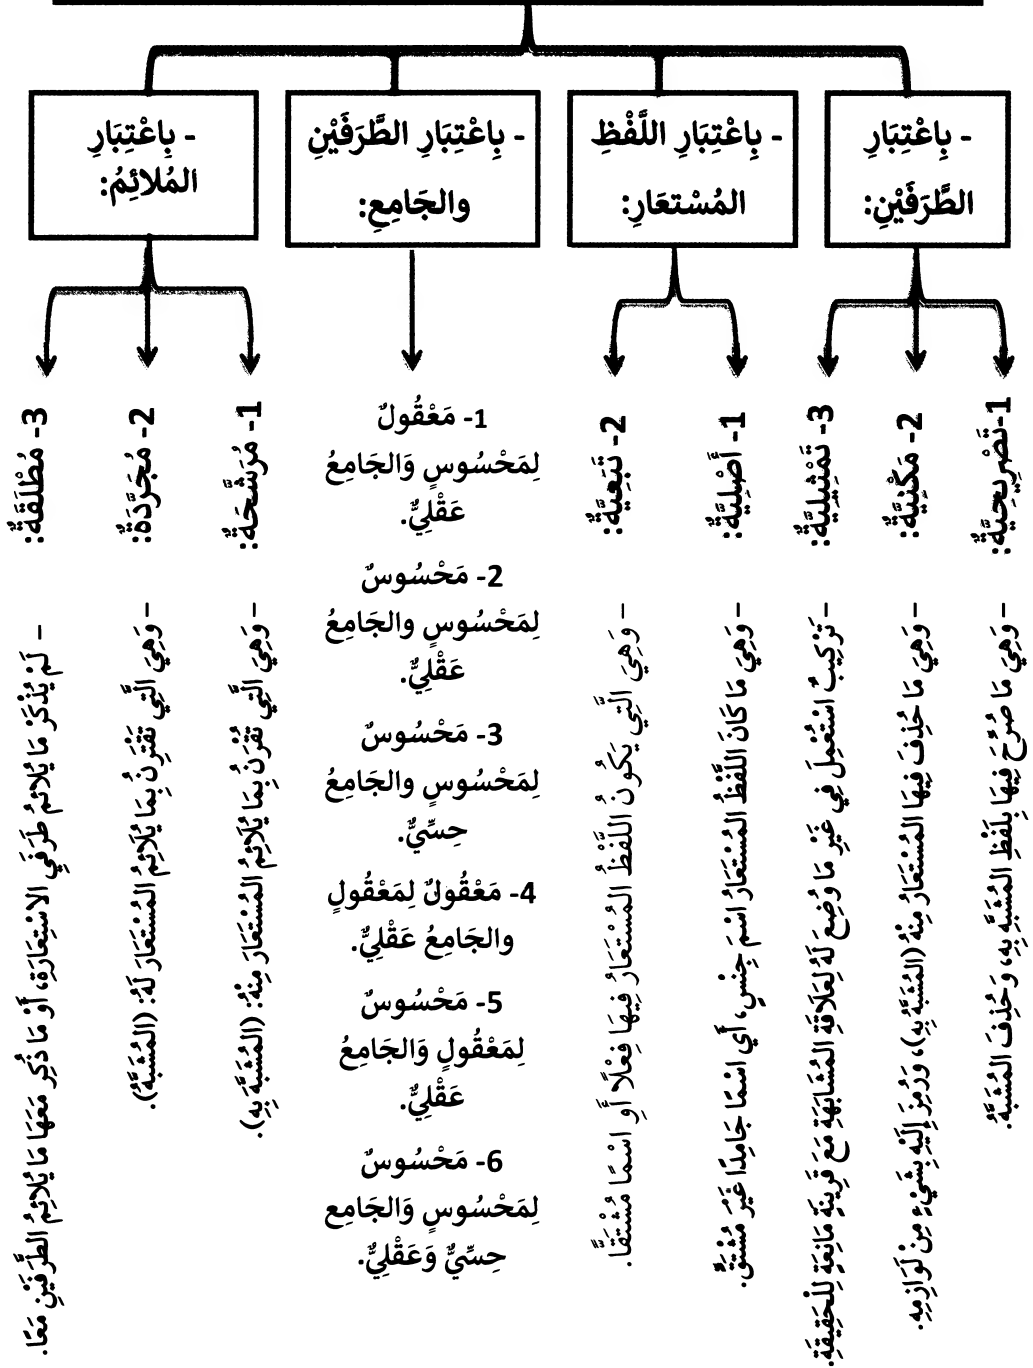 - بِاعْتِبَارِ
الطَّرَفَيْنِ:
- بِاعْتِبَارِ اللَّفْظِ
المُسْتعَارِ:
- بِاعْتِبَارِ الطَّرَفَيْنِ
والجَامِعِ:
- بِاعْتِبَارِ
المُلائِمُ:
1-تَصْرِيحِيَّةٌ:
- وَهِيَ مَا صُرِّحَ فِيهَا بِلَفْظِ المُشَبَّهِ بِهِ، وَحُذِفَ المُشَبَّهُ.
2- مَكْنِيَّةٌ:
- وَهِيَ مَا حُذِفَ فِيهَا المُسْتَعَارُ مِنْهُ (المُشَبَّهُ بِهِ)، وَرُمِزَ إِلَيْهِ بِشَيْءٍ مِنْ لَوَازِمِهِ.
3- تَمْثِيلِيَّةٌ:
- تَرْكِيبٌ اسْتُعْمِلَ فِي غَيْرِ مَا وُضِعَ لَهُ لِعَلَاقَةِ المُشَابَهَةِ مَعَ قَرِينَةٍ مَانِعَةٍ لِلْحَقِيقَةِ.
1- أَصْلِيَّةٌ:
- وَهِيَ مَا كَانَ اللَّفْظُ المُسْتَعَارُ اسْمَ جِنْسٍ، أَي اسْمًا جَامِدًا غَيْرَ مُشْتَقٍّ.
2- تَبَعِيَّةٌ:
- وَهِيَ الَّتِي يَكُونُ اللَّفْظُ المُسْتَعَارُ فِيهَا فِعْلًا أَوِ اسْمًا مُشْتَقًّا.
1- مَعْقُولٌ
لِمَحْسُوسٍ وَالجَامِعُ
عَقْلِيٌّ.
2- مَحْسُوسٌ
لِمَحْسُوسٍ والجَامِعُ
عَقْلِيٌّ.
3- مَحْسُوسٌ
لِمَحْسُوسٍ والجَامِعُ
حِسِّيٌّ.
4- مَعْقُولٌ لِمَعْقُولٍ
والجَامِعُ عَقْلِيٌّ.
5- مَحْسُوسٌ
لِمَعْقُولٍ وَالجَامِعُ
عَقْلِيٌّ.
6- مَحْسُوسٌ
لِمَحْسُوسٍ وَالجَامِع
حِسِّيٌّ وَعَقْلِيٌّ.
1- مُرَشَّحَةٌ:
- وَهِيَ الَّتِي تُقْرَنُ بِمَا يُلَائِمُ المُسْتَعَارَ مِنْهُ: (المُشَبَّهَ بِهِ).
2- مُجَرَّدَةٌ:
- وَهِيَ الَّتِي تَقْتَرِنُ بِمَا يُلَائِمُ المُسْتَعَارَ لَهُ: (المُشَبَّهُ).
3- مُطْلَقَةٌ:
- لَمْ يُذْكَرْ مَا يُلائمُ طَرَفَي الاسْتِعَارَةِ، أَوْ مَا ذُكِر مَعَهَا مَا يُلائِمُ الطَّرفَيْنِ مَعًا.